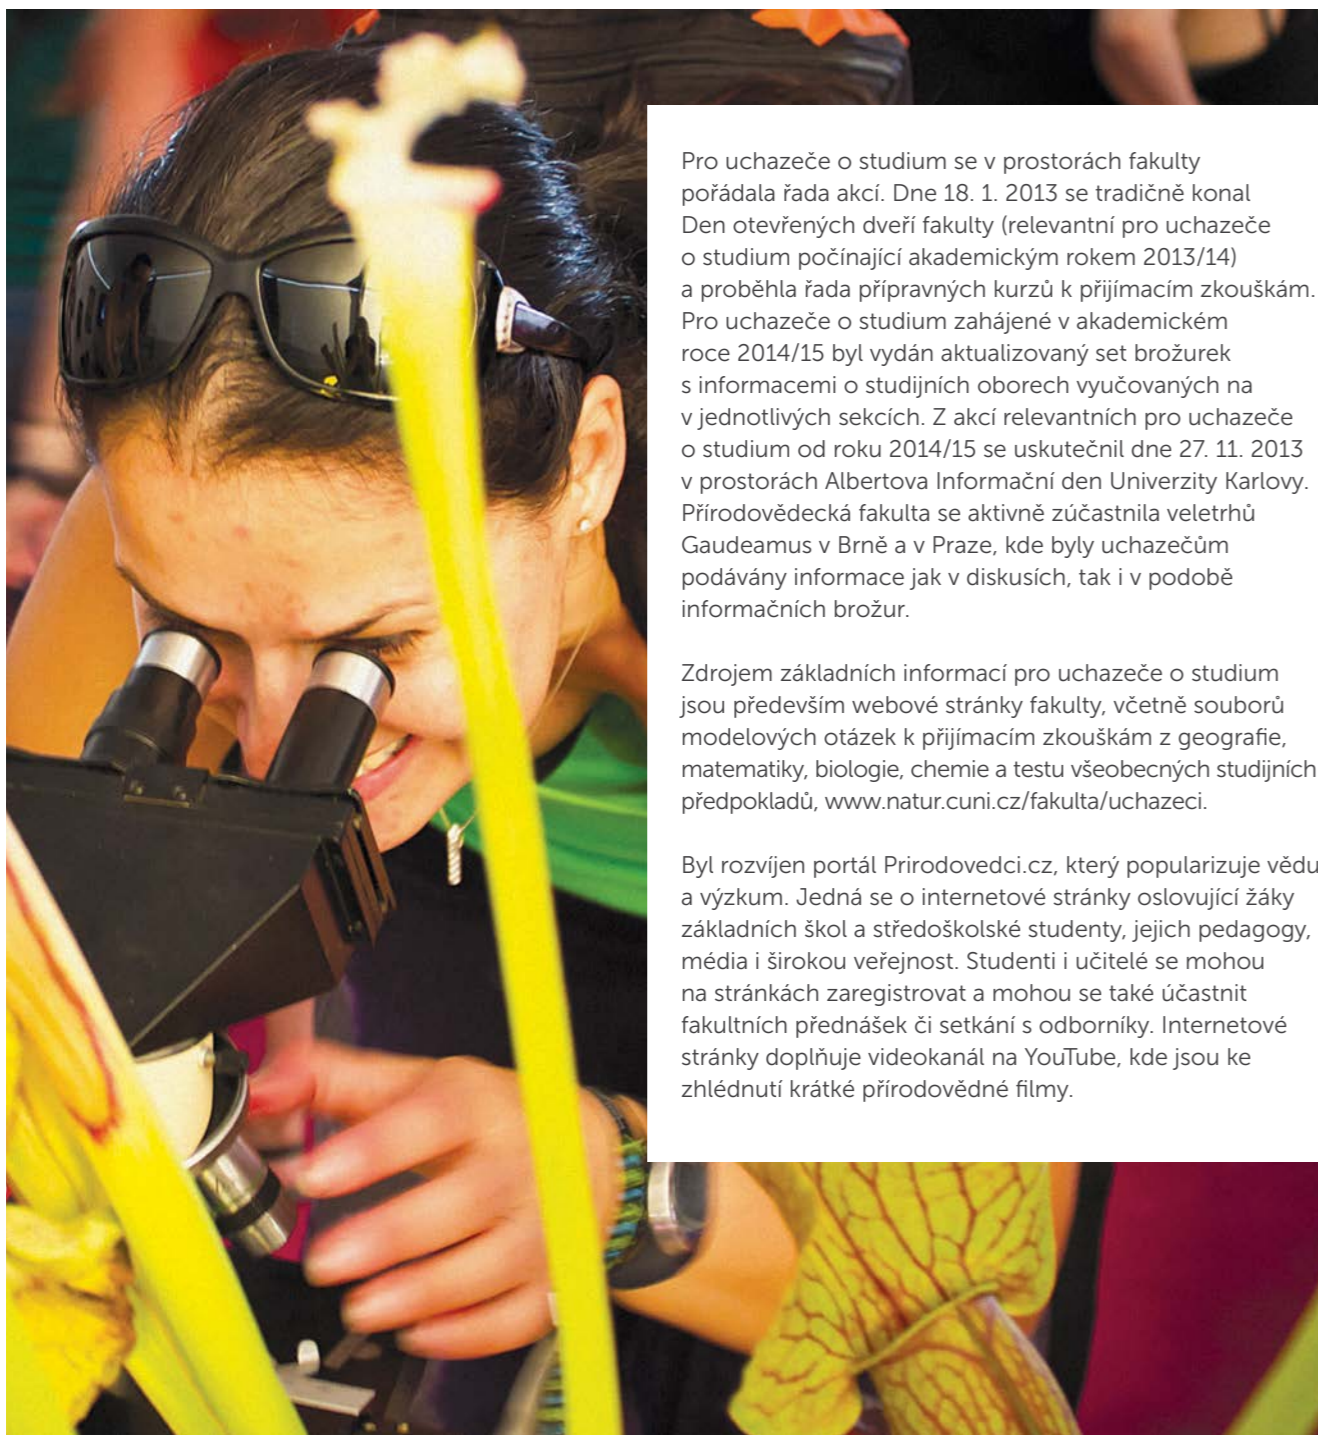 Pro uchazeče o studium se v prostorách fakulty
pořádala řada akcí. Dne 18. 1. 2013 se tradičně konal
Den otevřených dveří fakulty (relevantní pro uchazeče
o studium počínající akademickým rokem 2013/14)
a proběhla řada přípravných kurzů k přijímacím zkouškám.
Pro uchazeče o studium zahájené v akademickém
roce 2014/15 byl vydán aktualizovaný set brožurek
s informacemi o studijních oborech vyučovaných na
v jednotlivých sekcích. Z akcí relevantních pro uchazeče
o studium od roku 2014/15 se uskutečnil dne 27. 11. 2013
v prostorách Albertova Informační den Univerzity Karlovy.
Přírodovědecká fakulta se aktivně zúčastnila veletrhů
Gaudeamus v Brně a v Praze, kde byly uchazečům
podávány informace jak v diskusích, tak i v podobě
informačních brožur.
Zdrojem základních informací pro uchazeče o studium
jsou především webové stránky fakulty, včetně souborů
modelových otázek k přijímacím zkouškám z geografie,
matematiky, biologie, chemie a testu všeobecných studijních
předpokladů, www.natur.cuni.cz/fakulta/uchazeci.
Byl rozvíjen portál Prirodovedci.cz, který popularizuje vědu
a výzkum. Jedná se o internetové stránky oslovující žáky
základních škol a středoškolské studenty, jejich pedagogy,
média i širokou veřejnost. Studenti i učitelé se mohou
na stránkách zaregistrovat a mohou se také účastnit
fakultních přednášek či setkání s odborníky. Internetové
stránky doplňuje videokanál na YouTube, kde jsou ke
zhlédnutí krátké přírodovědné filmy.